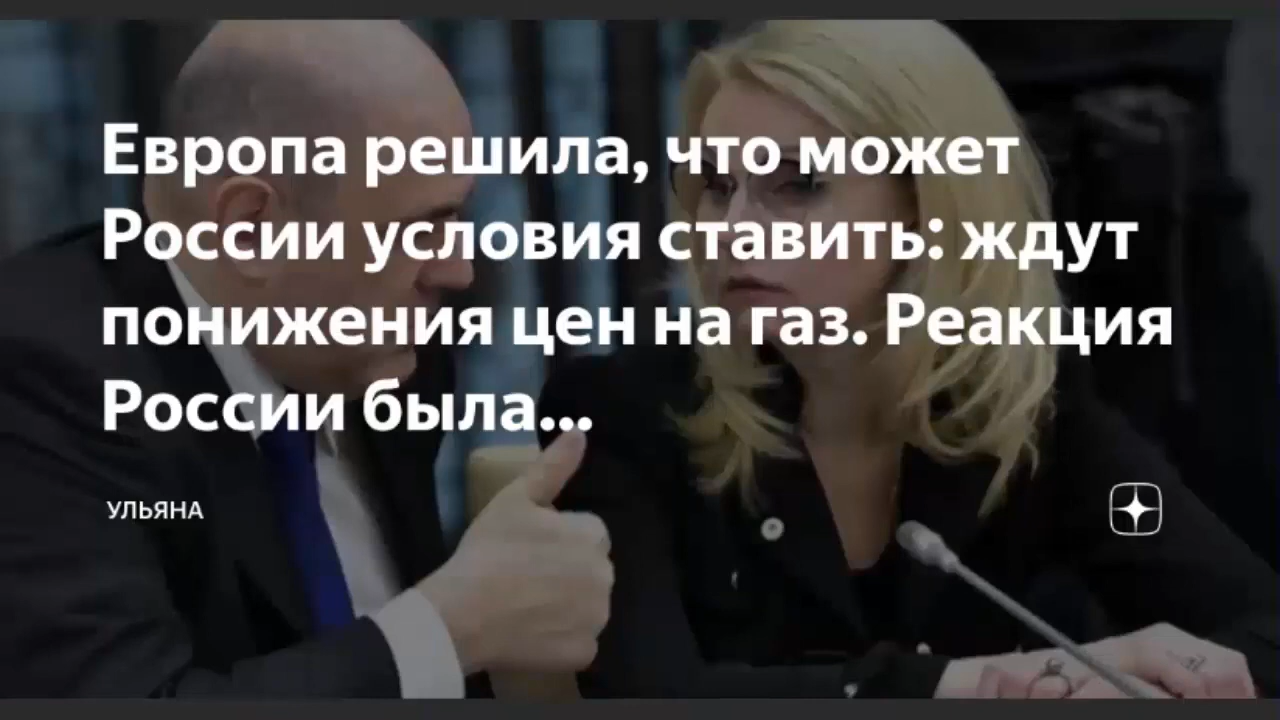 Европа решила, что может
России условия ставить: ждут
понижения цен на газ. Реакция
России была...
УЛЬЯНА